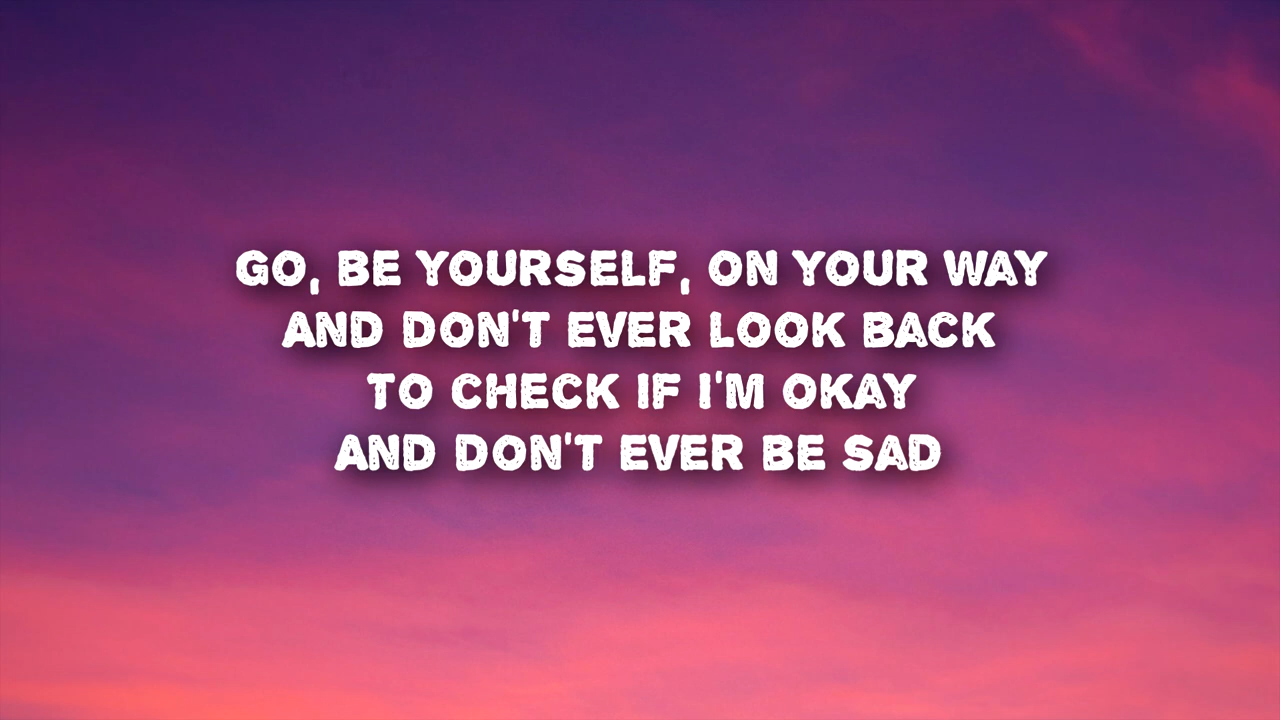 GO, BE YOURSELF, ON YOUR WAY
AND DON'T EVER LOOK BACK
TO CHECK IF I'M OKAY
AND DON'T EVER BE SAD